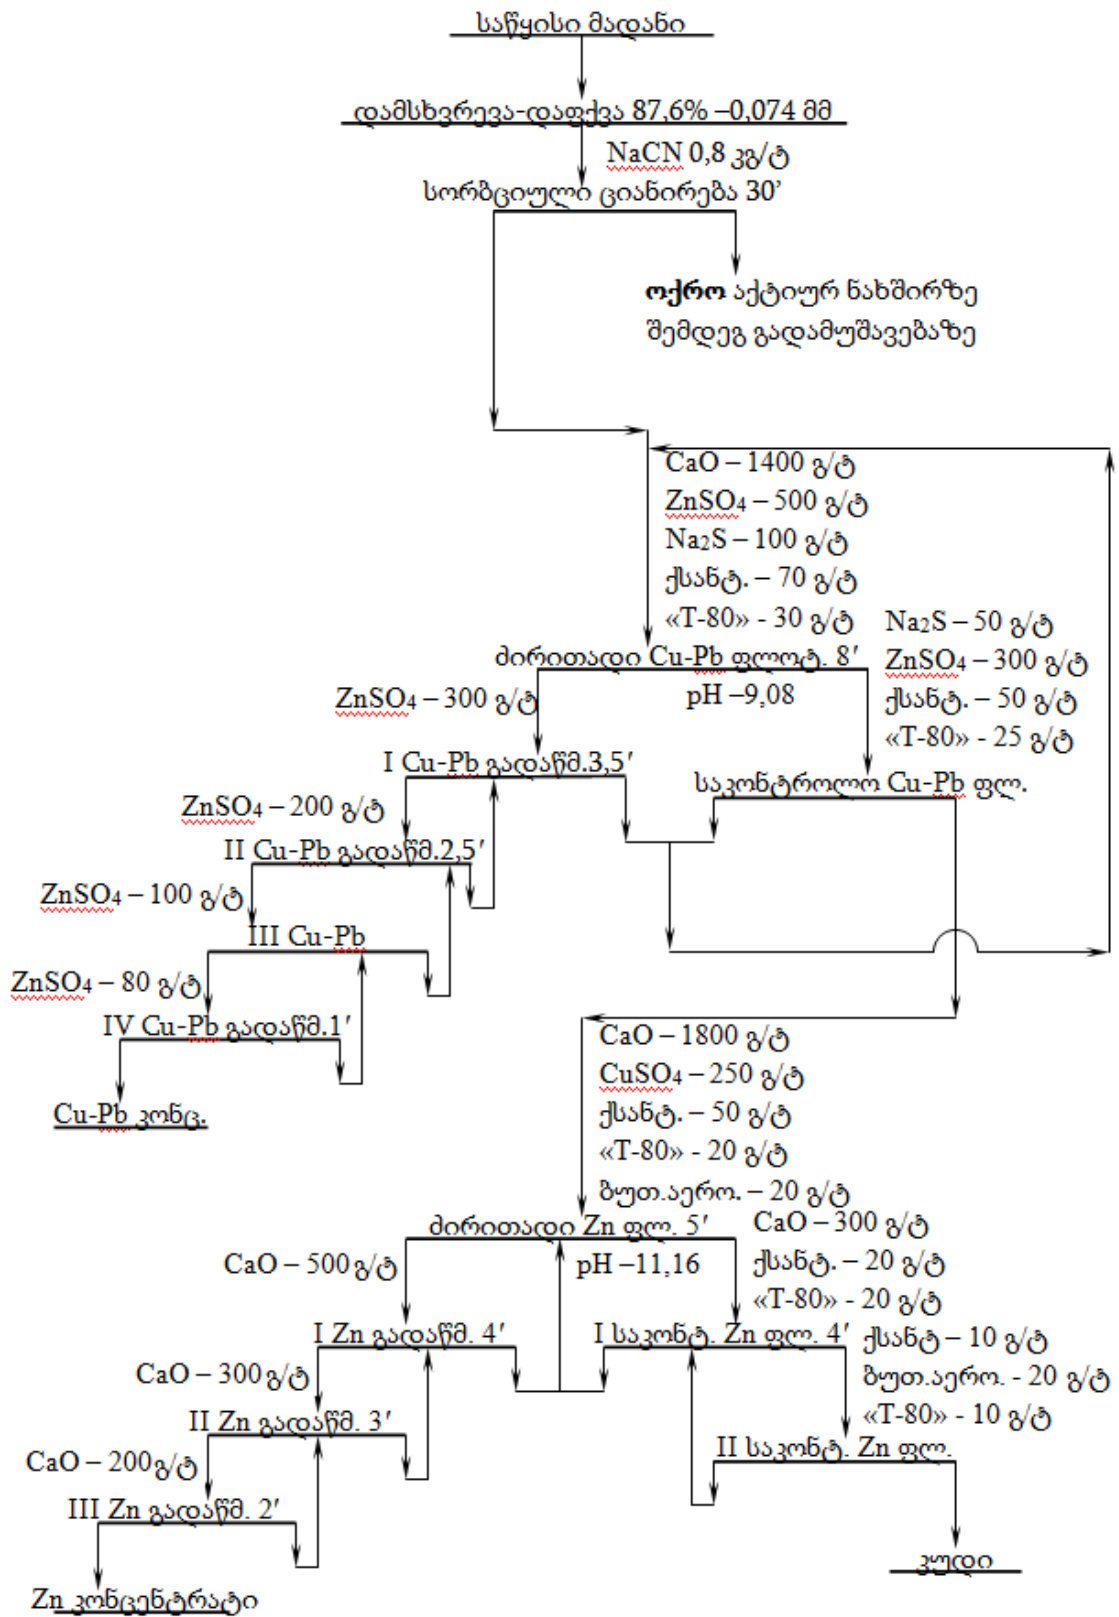 საწყისი მადანი
დამსხვრევა-დაფქვა 87,6% –0,074 მმ
NaCN 0,8 კგ/ტ
სორბციული ციანირება 30’
ოქრო აქტიურ ნახშირზე
შემდეგ გადამუშავებაზე
CaO – 1400 გ/ტ
ZnSO4 – 500 გ/ტ
Na2S – 100 გ/ტ
ქსანტ. – 70 გ/ტ
«T-80» - 30 გ/ტ
Na2S – 50 გ/ტ
ZnSO4 – 300 გ/ტ
ქსანტ. – 50 გ/ტ
«T-80» - 25 გ/ტ
ძირითადი Cu-Pb ფლოტ. 8′
pH –9,08
ZnSO4 – 300 გ/ტ
I Cu-Pb გადაწმ.3,5′
საკონტროლო Cu-Pb ფლ.
ZnSO4 – 200 გ/ტ
II Cu-Pb გადაწმ.2,5′
ZnSO4 – 100 გ/ტ
III Cu-Pb
ZnSO4 – 80 გ/ტ
IV Cu-Pb გადაწმ.1′
Cu-Pb კონც.
CaO – 1800 გ/ტ
CuSO4 – 250 გ/ტ
ქსანტ. – 50 გ/ტ
«T-80» - 20 გ/ტ
ბუთ.აერო. – 20 გ/ტ
ძირითადი Zn ფლ. 5′
pH –11,16
CaO – 500 გ/ტ
CaO – 300 გ/ტ
ქსანტ. – 20 გ/ტ
«T-80» - 20 გ/ტ
I Zn გადაწმ. 4′
I საკონტ. Zn ფლ. 4′
ქსანტ – 10 გ/ტ
ბუთ.აერო. - 20 გ/ტ
«T-80» - 10 გ/ტ
CaO – 300 გ/ტ
II Zn გადაწმ. 3′
II საკონტ. Zn ფლ.
CaO – 200 გ/ტ
III Zn გადაწმ. 2′
კუდი
Zn კონცენტრატი